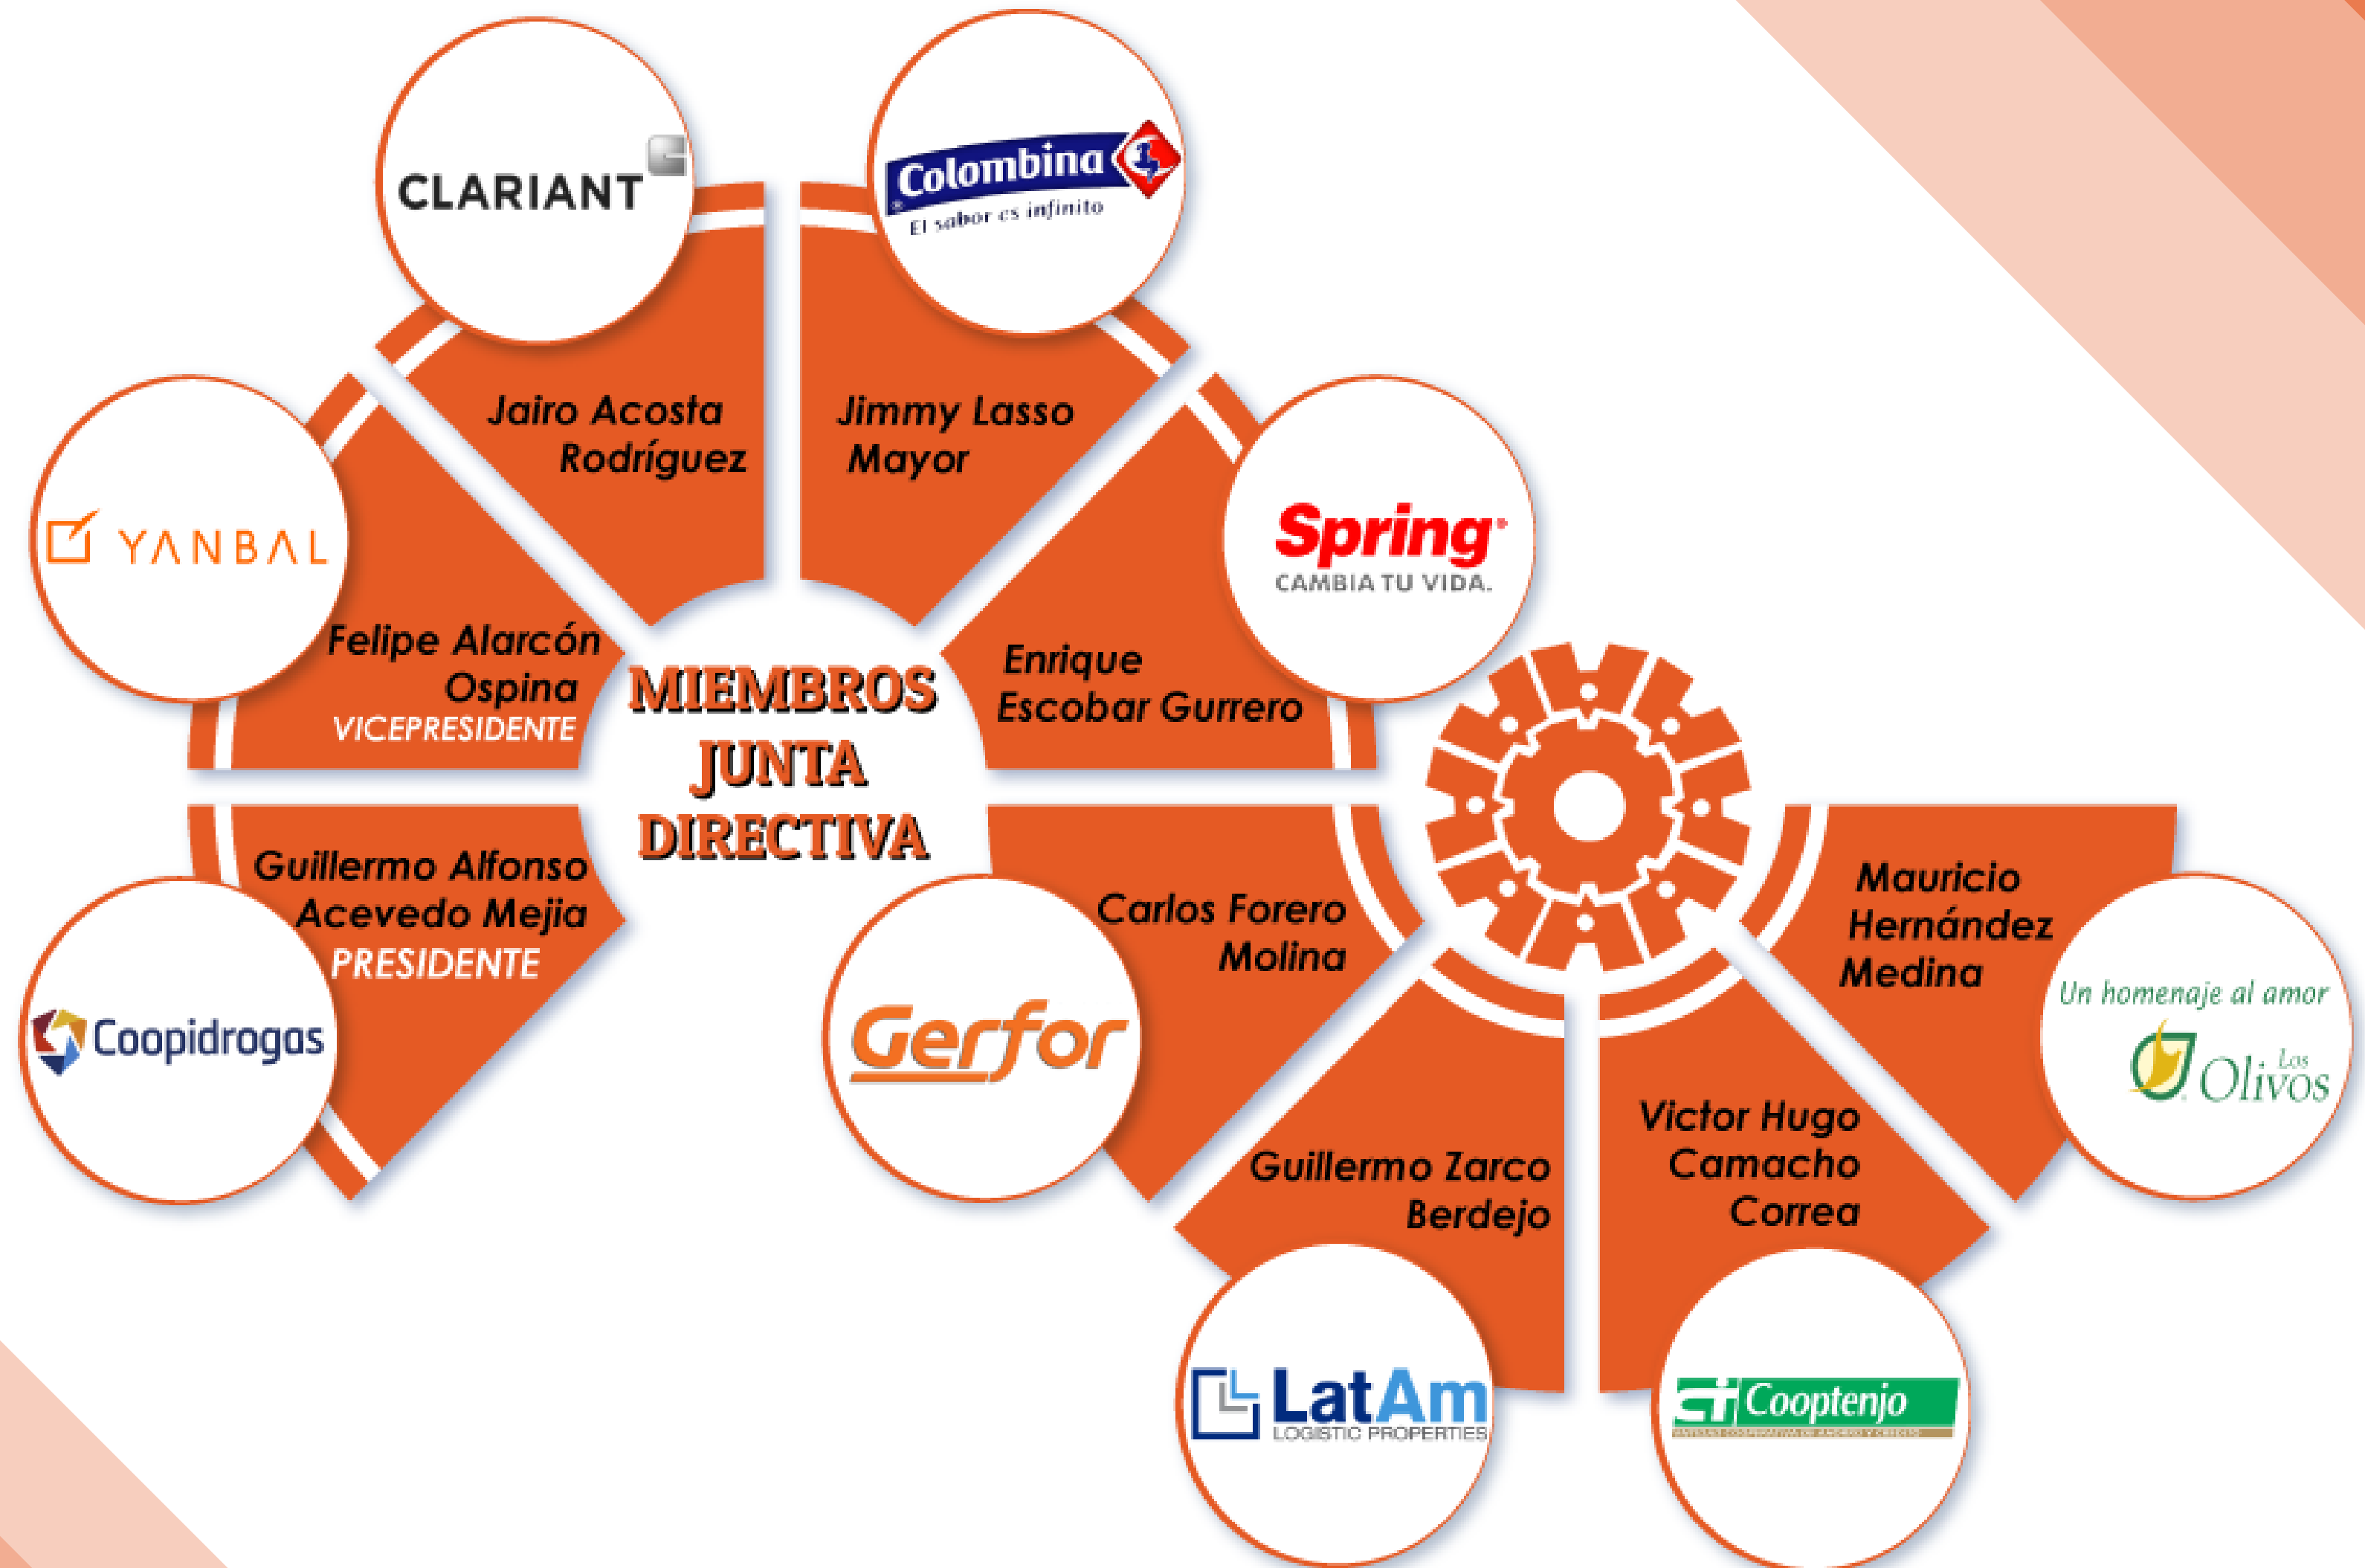 CLARIANT
Colombina
El sabor es infinito
Jairo Acosta
Rodríguez
Jimmy Lasso
Mayor
YANBAL
Spring
CAMBIA TU VIDA.
Felipe Alarcón
Ospina
VICEPRESIDENTE
MIEMBROS
JUNTA
DIRECTIVA
Enrique
Escobar Gurrero
Guillermo Alfonso
Acevedo Mejia
PRESIDENTE
Coopidrogas
Carlos Forero
Molina
Gerfor
Mauricio
Hernández
Medina
Un homenaje al amor
Los
Olivos
Guillermo Zarco
Berdejo
Victor Hugo
Camacho
Correa
LatAm
LOGISTIC PROPERTIES
Cooptenjo